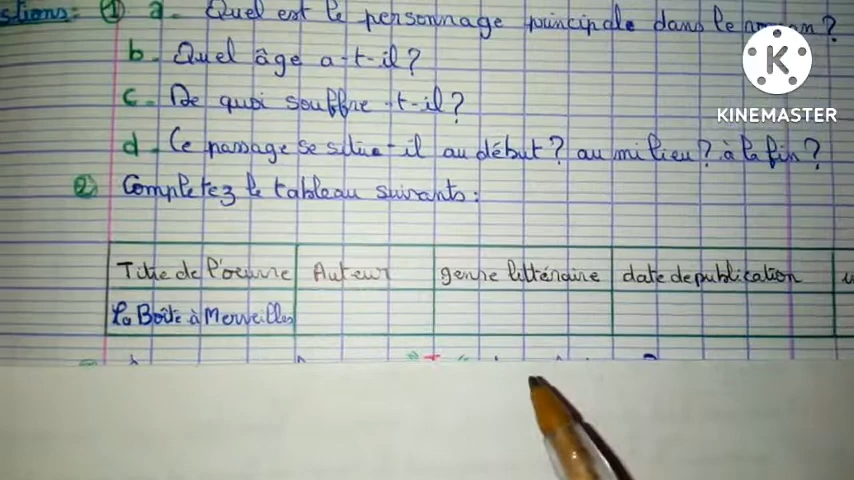 stions: ① a. Quel est le personnage principale dans le
b. Quel âge a-t-il?
c. De quoi souffre-t-il?
d. Ce passage se situe-il au début? au milieu? à la fin?
② Completez le tableau suivants:
Titre de l'oeuvre Auteur genre littéraire date de publication
La Boîte à Merveilles
KINEMASTER